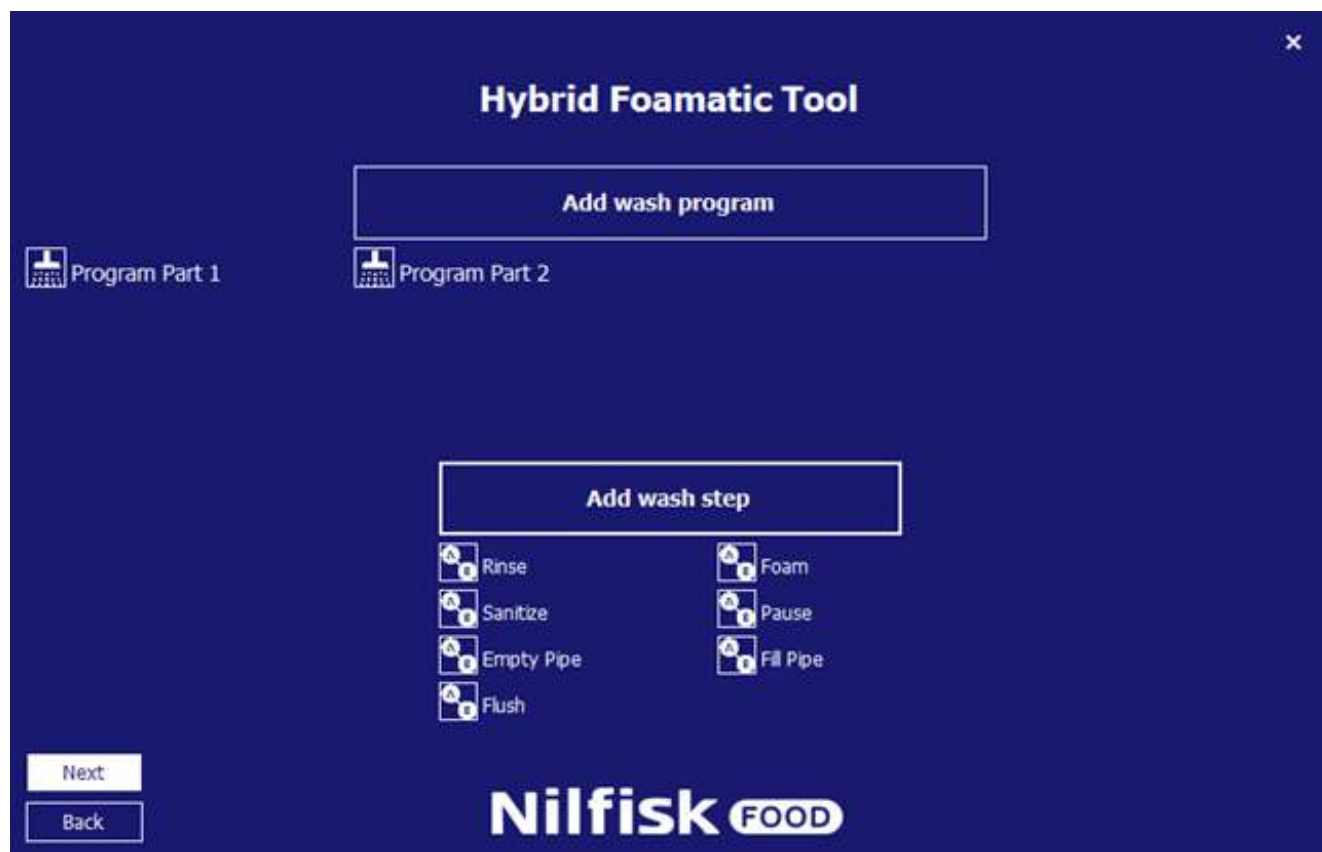 ×
Hybrid Foamatic Tool
Add wash program
Program Part 1 Program Part 2
Add wash step
Rinse Foam
Sanitize Pause
Empty Pipe Fill Pipe
Flush
Next
Back
Nilfisk FOOD